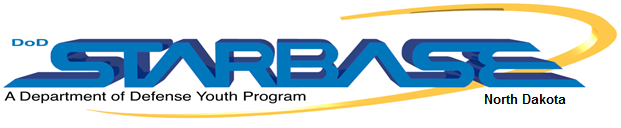 DoD
STARBASE
A Department of Defense Youth Program
North Dakota